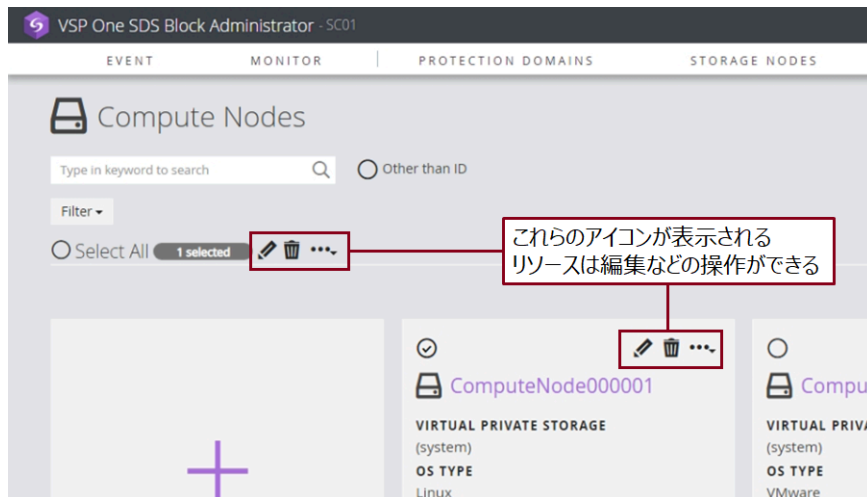 VSP One SDS Block Administrator - SC01
EVENT MONITOR PROTECTION DOMAINS STORAGE NODES
Compute Nodes
Type in keyword to search
Other than ID
Filter
Select All 1 selected
これらのアイコンが表示される
リソースは編集などの操作ができる
ComputeNode000001
VIRTUAL PRIVATE STORAGE
(system)
OS TYPE
Linux
(system)
OS TYPE
VMware